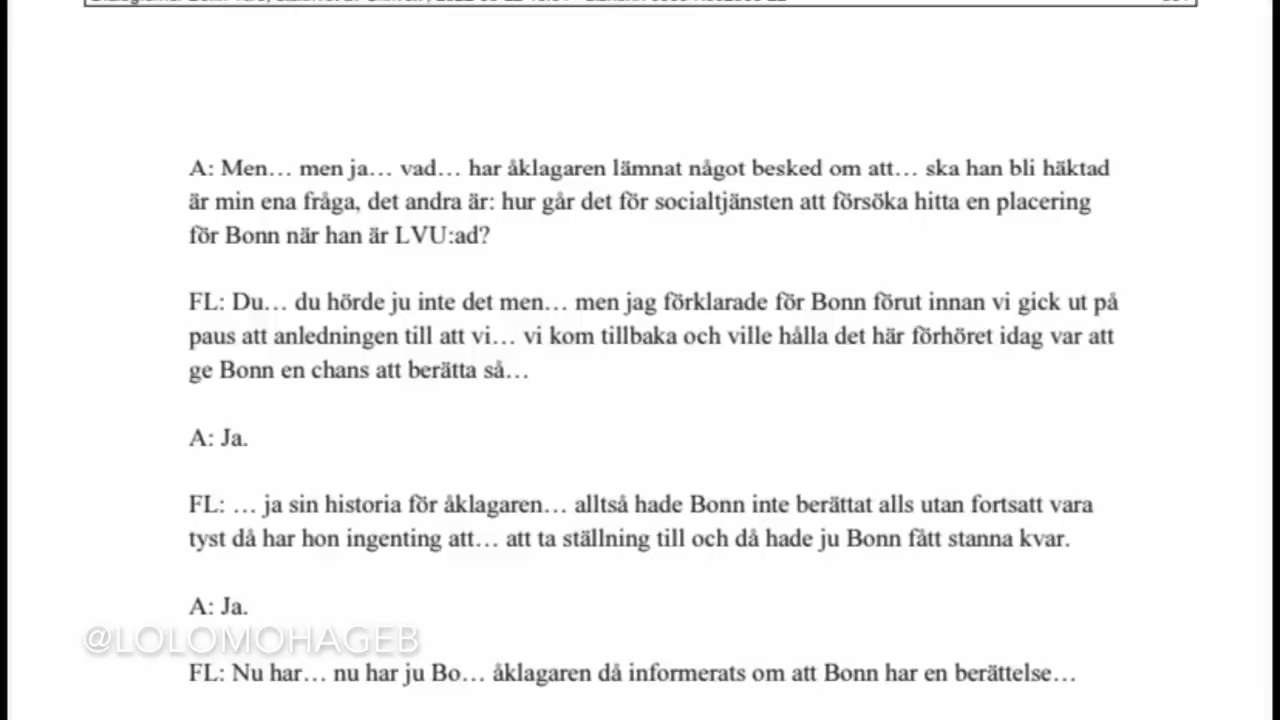 A: Men… men ja… vad… har åklagaren lämnat något besked om att… ska han bli häktad
är min ena fråga, det andra är: hur går det för socialtjänsten att försöka hitta en placering
för Bonn när han är LVU:ad?
FL: Du… du hörde ju inte det men… men jag förklarade för Bonn förut innan vi gick ut på
paus att anledningen till att vi… vi kom tillbaka och ville hålla det här förhöret idag var att
ge Bonn en chans att berätta så…
A: Ja.
FL: … ja sin historia för åklagaren… alltså hade Bonn inte berättat alls utan fortsatt vara
tyst då har hon ingenting att… att ta ställning till och då hade ju Bonn fått stanna kvar.
A: Ja.
@LOLOMOHAGEB
FL: Nu har… nu har ju Bo… åklagaren då informerats om att Bonn har en berättelse…